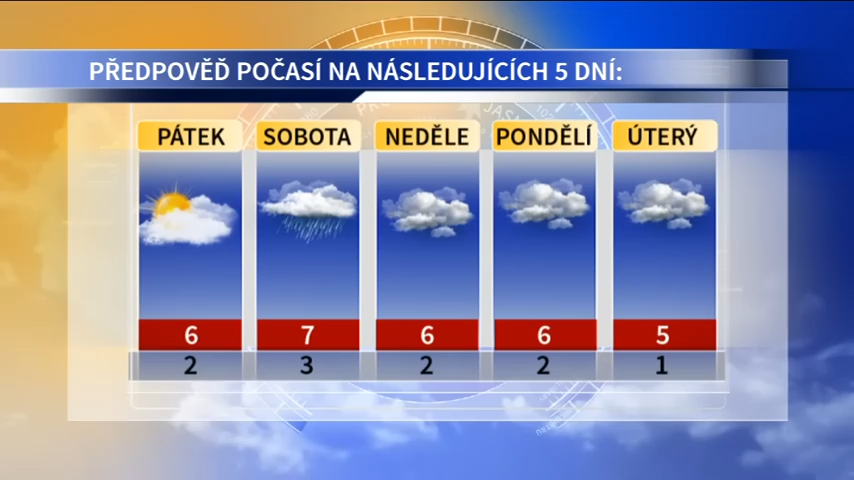 PŘEDPOVĚĎ POČASÍ NA NÁSLEDUJÍCÍCH 5 DNÍ:
PÁTEK SOBOTA NEDĚLE PONDĚLÍ ÚTERÝ
6 7 6 6 5
2 3 2 2 1